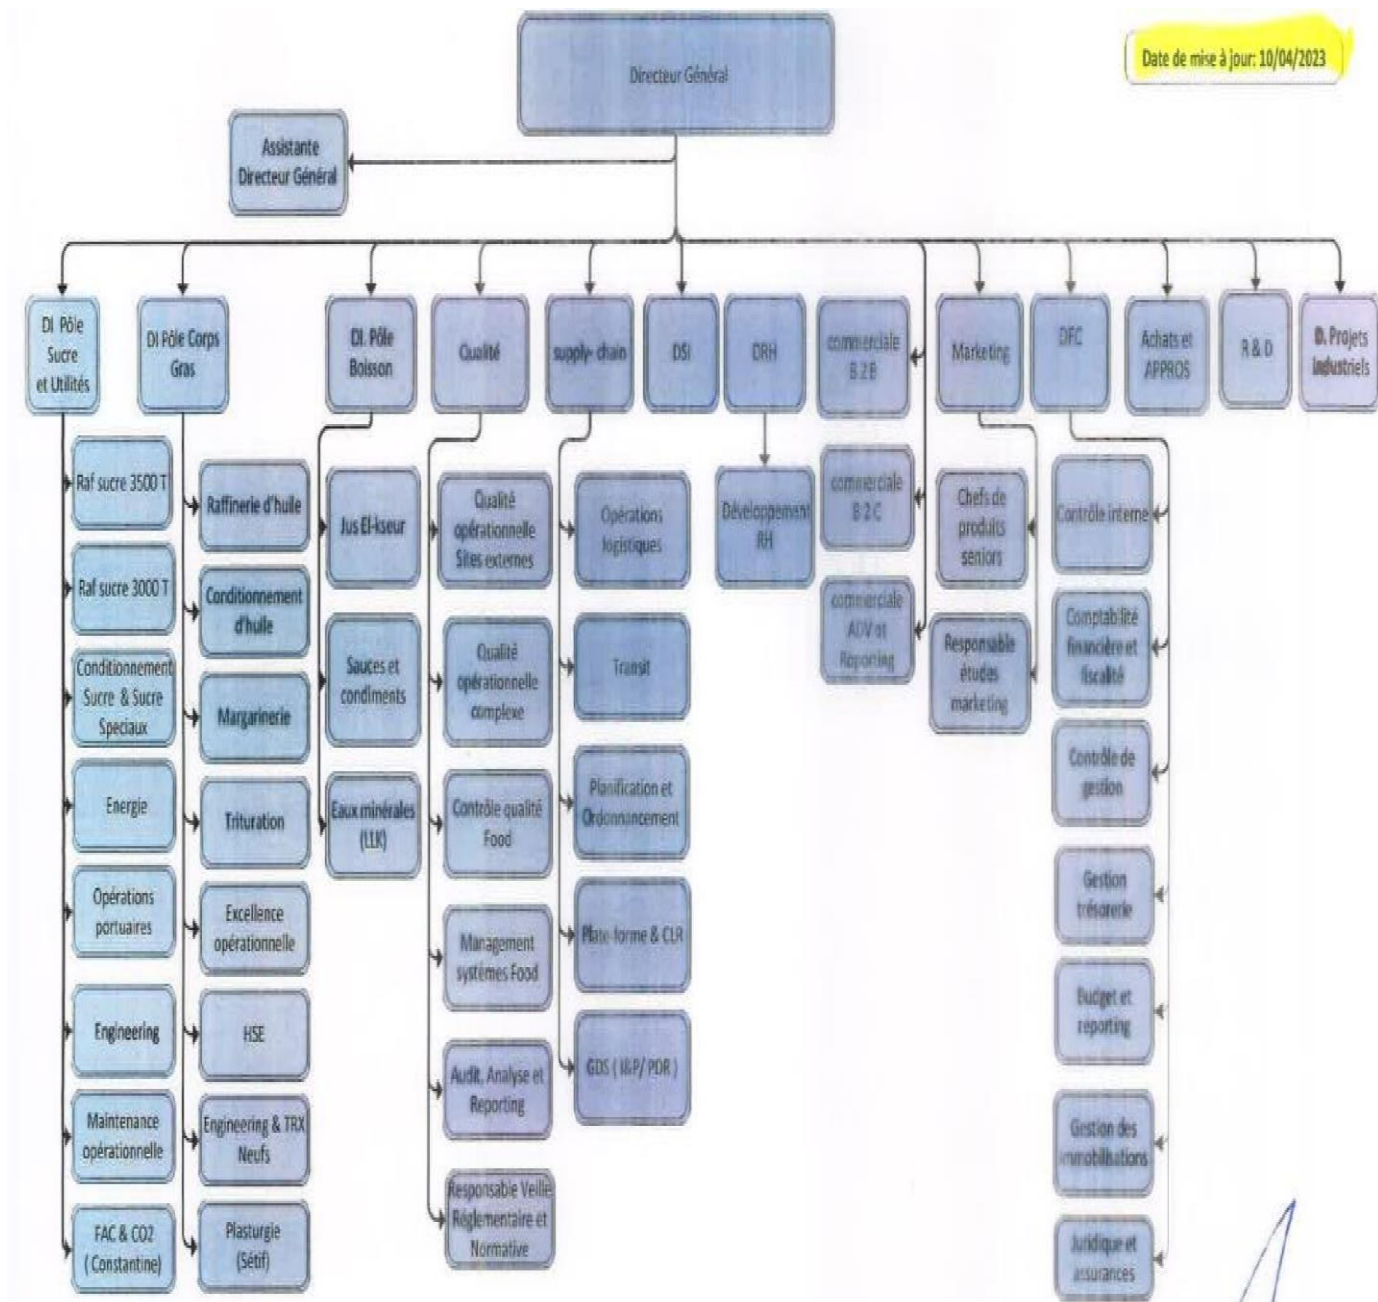 Directeur Général
Date de mise à jour: 10/04/2023
Assistante
Directeur Général
DI Pôle
Sucre
et Utilités
DI Pôle Corps
Gras
DI. Pôle
Boisson
Qualité
supply- chain
DSI
DRH
commerciale
B 2 B
Marketing
DFC
Achats et
APPROS
R & D
D. Projets
Industriels
Raf sucre 3500 T
Raf sucre 3000 T
Conditionnement
Sucre & Sucre
Speciaux
Energie
Opérations
portuaires
Engineering
Maintenance
opérationnelle
FAC & CO2
( Constantine)
Raffinerie d'huile
Conditionnement
d'huile
Margarinerie
Trituration
Excellence
opérationnelle
HSE
Engineering & TRX
Neufs
Plasturgie
(Sétif)
Jus El-kseur
Sauces et
condiments
Eaux minérales
(LLK)
Qualité
opérationnelle
Sites externes
Qualité
opérationnelle
complexe
Contrôle qualité
Food
Management
systèmes Food
Audit, Analyse et
Reporting
Responsable Veille
Réglementaire et
Normative
Opérations
logistiques
Transit
Planification et
Ordonnancement
Plate-forme & CLR
GDS ( I&P/ PDR )
Développement
RH
commerciale
B 2 C
commerciale
ADV et
Reporting
Chefs de
produits
seniors
Responsable
études
marketing
Contrôle interne
Comptabilité
financière et
fiscalité
Contrôle de
gestion
Gestion
trésorerie
Budget et
reporting
Gestion des
immobilisations
Juridique et
assurances